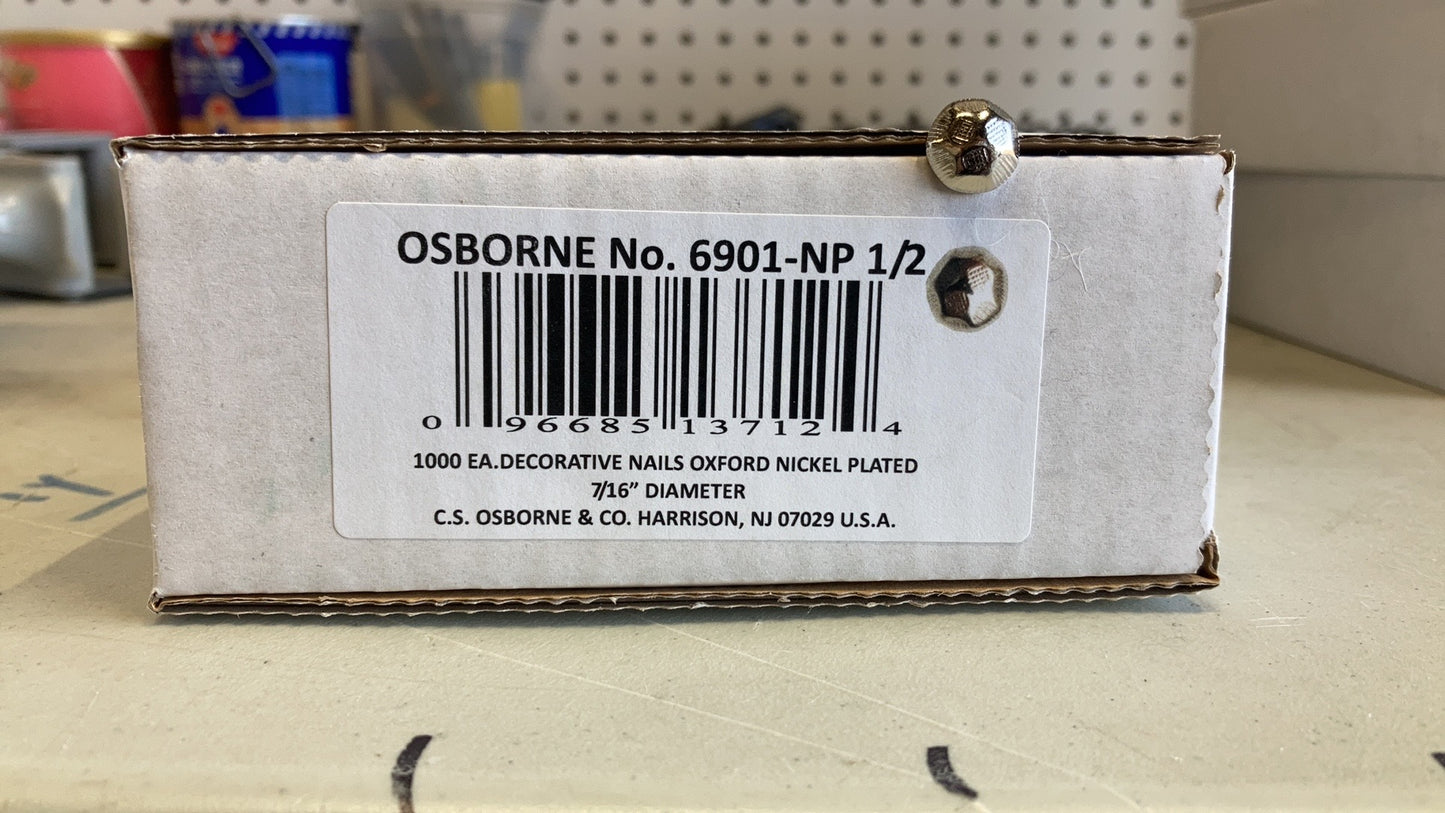 OSBORNE No. 6901-NP 1/2
0 96685 13712 4
1000 EA.DECORATIVE NAILS OXFORD NICKEL PLATED
7/16” DIAMETER
C.S. OSBORNE & CO. HARRISON, NJ 07029 U.S.A.